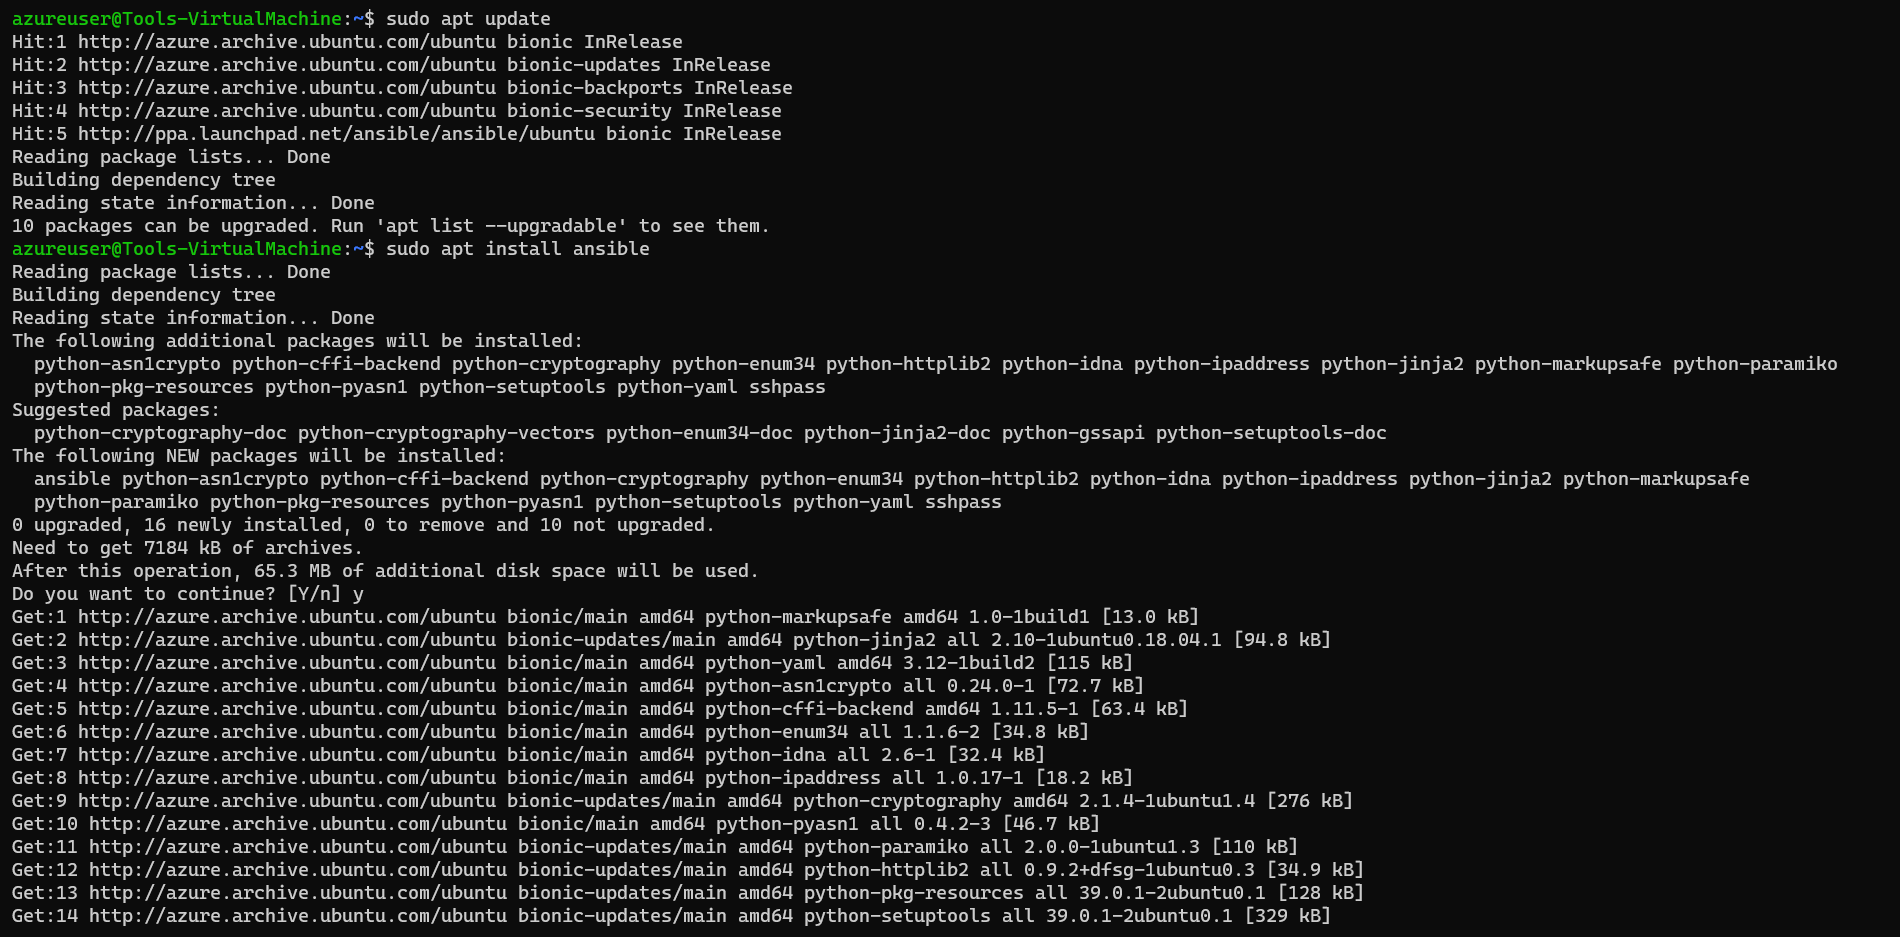 azureuser@Tools-VirtualMachine:~$ sudo apt update
Hit:1 http://azure.archive.ubuntu.com/ubuntu bionic InRelease
Hit:2 http://azure.archive.ubuntu.com/ubuntu bionic-updates InRelease
Hit:3 http://azure.archive.ubuntu.com/ubuntu bionic-backports InRelease
Hit:4 http://azure.archive.ubuntu.com/ubuntu bionic-security InRelease
Hit:5 http://ppa.launchpad.net/ansible/ansible/ubuntu bionic InRelease
Reading package lists... Done
Building dependency tree
Reading state information... Done
10 packages can be upgraded. Run 'apt list --upgradable' to see them.
azureuser@Tools-VirtualMachine:~$ sudo apt install ansible
Reading package lists... Done
Building dependency tree
Reading state information... Done
The following additional packages will be installed:
  python-asn1crypto python-cffi-backend python-cryptography python-enum34 python-httplib2 python-idna python-ipaddress python-jinja2 python-markupsafe python-paramiko
  python-pkg-resources python-pyasn1 python-setuptools python-yaml sshpass
Suggested packages:
  python-cryptography-doc python-cryptography-vectors python-enum34-doc python-jinja2-doc python-gssapi python-setuptools-doc
The following NEW packages will be installed:
  ansible python-asn1crypto python-cffi-backend python-cryptography python-enum34 python-httplib2 python-idna python-ipaddress python-jinja2 python-markupsafe
  python-paramiko python-pkg-resources python-pyasn1 python-setuptools python-yaml sshpass
0 upgraded, 16 newly installed, 0 to remove and 10 not upgraded.
Need to get 7184 kB of archives.
After this operation, 65.3 MB of additional disk space will be used.
Do you want to continue? [Y/n] y
Get:1 http://azure.archive.ubuntu.com/ubuntu bionic/main amd64 python-markupsafe amd64 1.0-1build1 [13.0 kB]
Get:2 http://azure.archive.ubuntu.com/ubuntu bionic-updates/main amd64 python-jinja2 all 2.10-1ubuntu0.18.04.1 [94.8 kB]
Get:3 http://azure.archive.ubuntu.com/ubuntu bionic/main amd64 python-yaml amd64 3.12-1build2 [115 kB]
Get:4 http://azure.archive.ubuntu.com/ubuntu bionic/main amd64 python-asn1crypto all 0.24.0-1 [72.7 kB]
Get:5 http://azure.archive.ubuntu.com/ubuntu bionic/main amd64 python-cffi-backend amd64 1.11.5-1 [63.4 kB]
Get:6 http://azure.archive.ubuntu.com/ubuntu bionic/main amd64 python-enum34 all 1.1.6-2 [34.8 kB]
Get:7 http://azure.archive.ubuntu.com/ubuntu bionic/main amd64 python-idna all 2.6-1 [32.4 kB]
Get:8 http://azure.archive.ubuntu.com/ubuntu bionic/main amd64 python-ipaddress all 1.0.17-1 [18.2 kB]
Get:9 http://azure.archive.ubuntu.com/ubuntu bionic-updates/main amd64 python-cryptography amd64 2.1.4-1ubuntu1.4 [276 kB]
Get:10 http://azure.archive.ubuntu.com/ubuntu bionic/main amd64 python-pyasn1 all 0.4.2-3 [46.7 kB]
Get:11 http://azure.archive.ubuntu.com/ubuntu bionic-updates/main amd64 python-paramiko all 2.0.0-1ubuntu1.3 [110 kB]
Get:12 http://azure.archive.ubuntu.com/ubuntu bionic-updates/main amd64 python-httplib2 all 0.9.2+dfsg-1ubuntu0.3 [34.9 kB]
Get:13 http://azure.archive.ubuntu.com/ubuntu bionic-updates/main amd64 python-pkg-resources all 39.0.1-2ubuntu0.1 [128 kB]
Get:14 http://azure.archive.ubuntu.com/ubuntu bionic-updates/main amd64 python-setuptools all 39.0.1-2ubuntu0.1 [329 kB]